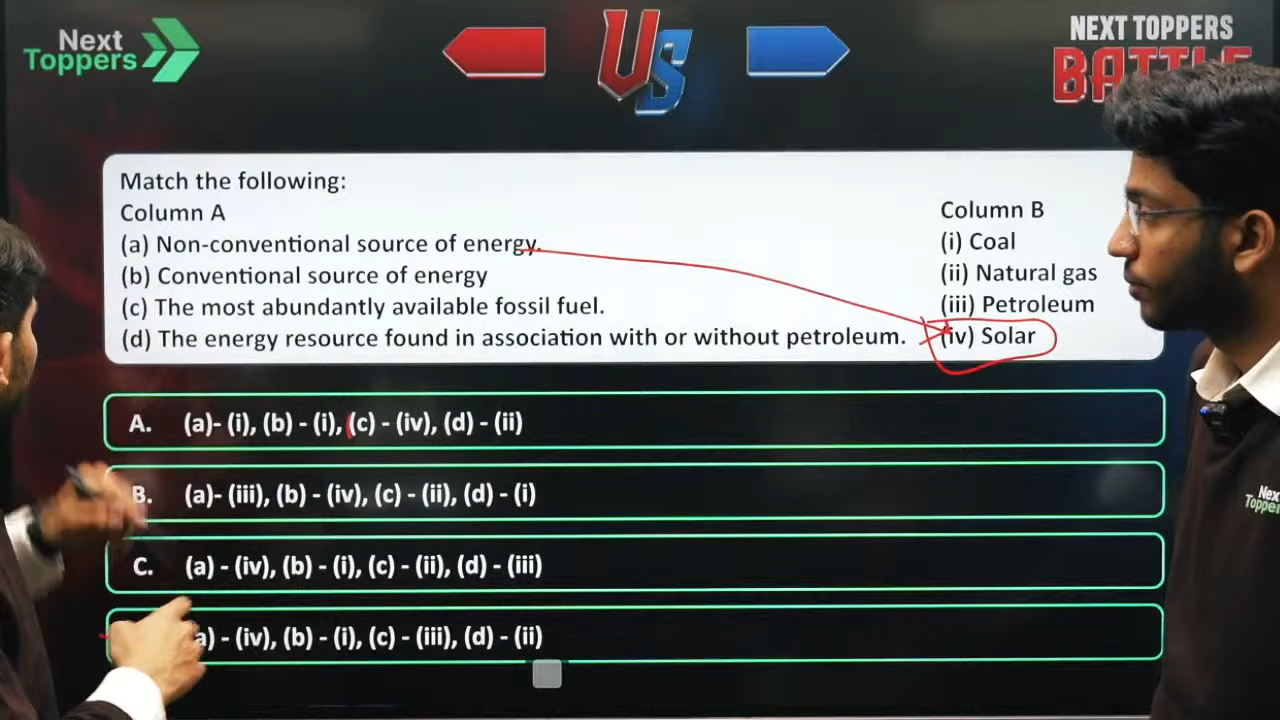 Next
Toppers
US
NEXT TOPPERS
BATTLE
Match the following:
Column A
Column B
(a) Non-conventional source of energy.
(i) Coal
(b) Conventional source of energy
(ii) Natural gas
(c) The most abundantly available fossil fuel.
(iii) Petroleum
(d) The energy resource found in association with or without petroleum.
(iv) Solar
A. (a)- (i), (b) - (i), (c) - (iv), (d) - (ii)
B. (a)- (iii), (b) - (iv), (c) - (ii), (d) - (i)
C. (a) - (iv), (b) - (i), (c) - (ii), (d) - (iii)
a) - (iv), (b) - (i), (c) - (iii), (d) - (ii)
Next